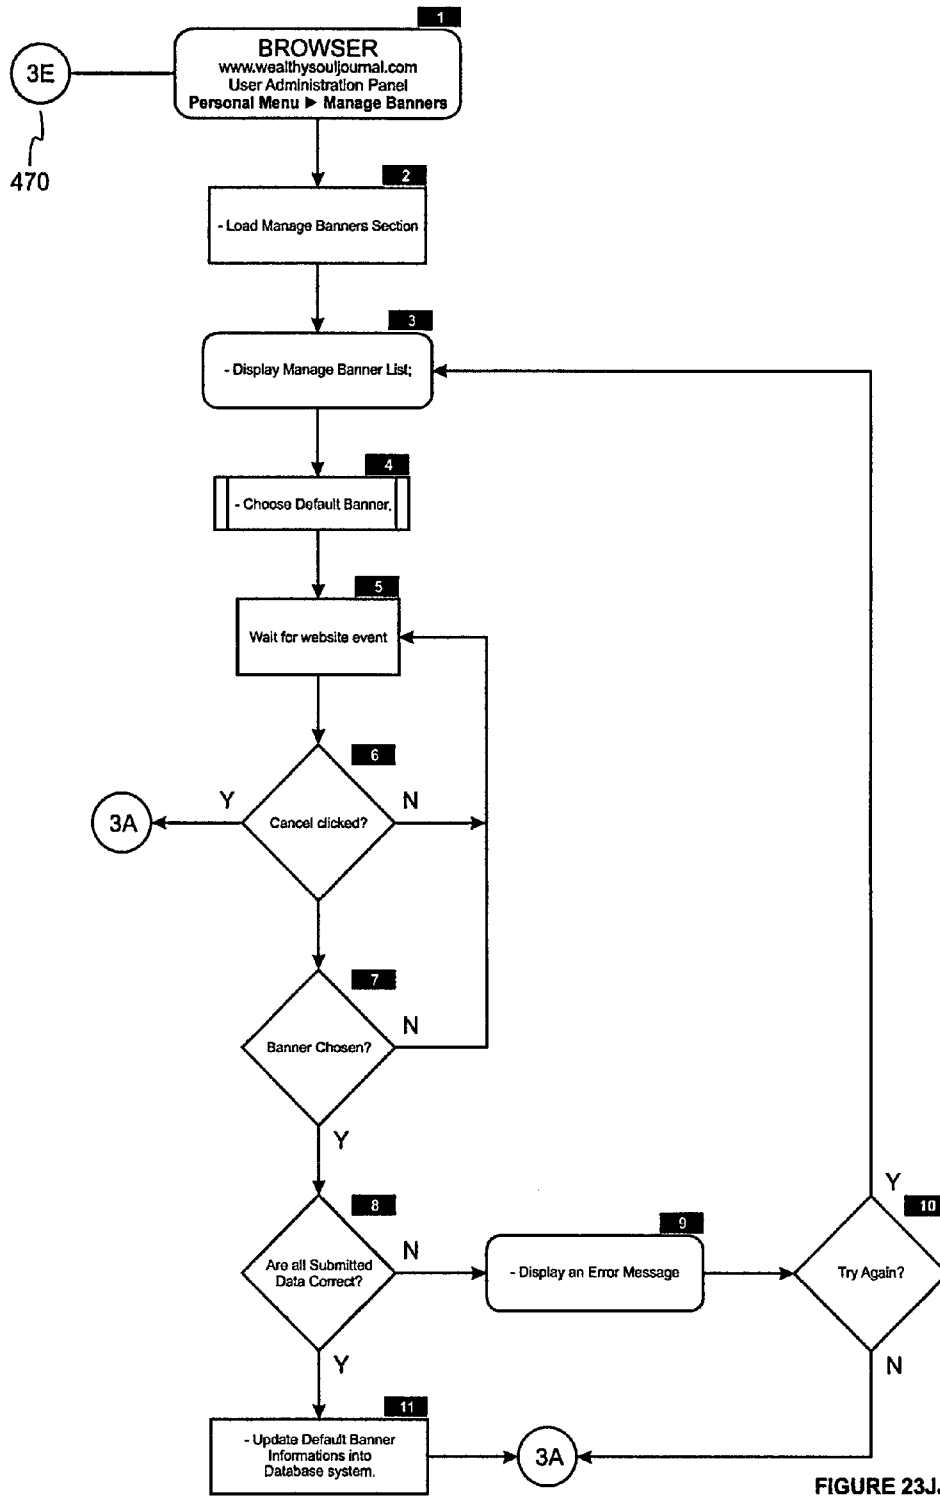 1
BROWSER
www.wealthysouljournal.com
User Administration Panel
Personal Menu ► Manage Banners
3E
470
2
- Load Manage Banners Section
3
- Display Manage Banner List;
4
- Choose Default Banner.
5
Wait for website event
6
Y
N
3A
Cancel clicked?
7
N
Banner Chosen?
Y
8
N
Are all Submitted
Data Correct?
Y
9
- Display an Error Message
Y
10
Try Again?
N
11
- Update Default Banner
Informations into
Database system.
3A
FIGURE 23J.